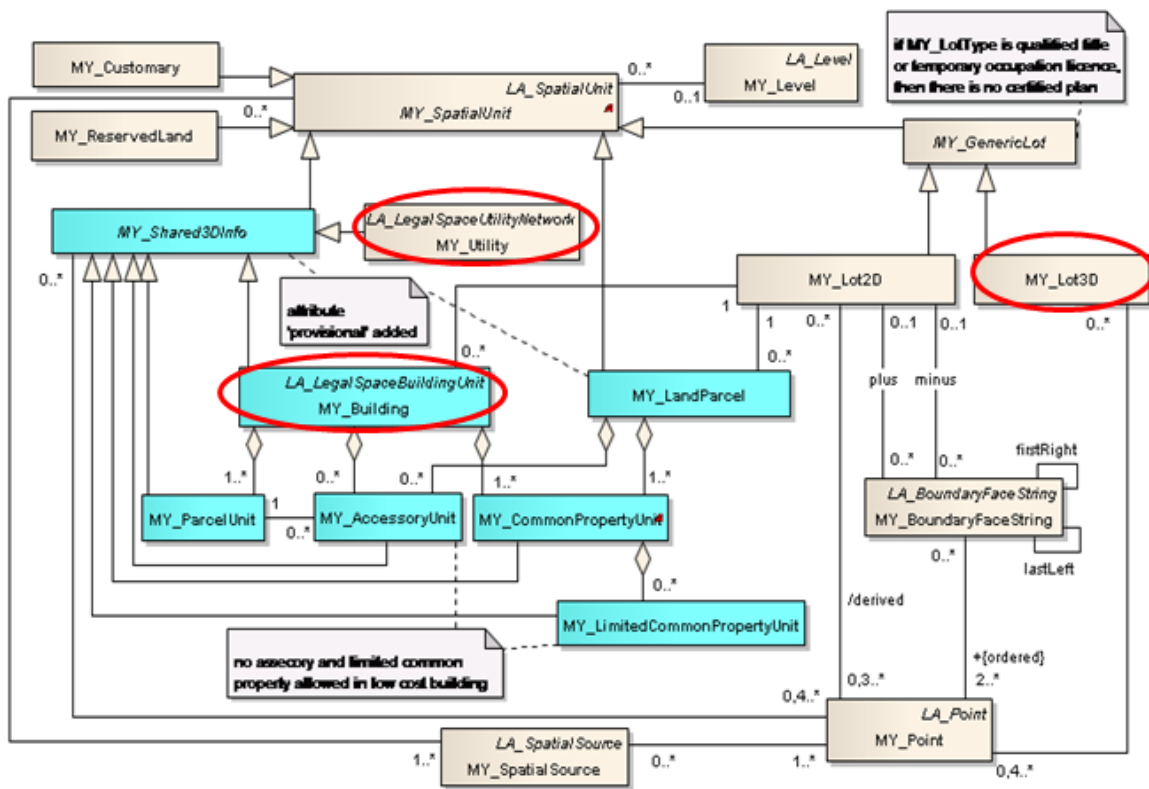 MY_Customary
LA_SpatialUnit
MY_SpatialUnit
0..*
0..1
LA_Level
MY_Level
if MY_LotType is qualified title
or temporary occupation licence,
then there is no certified plan
0..*
MY_ReservedLand
MY_GenericLot
MY_Shared3DInfo
LA_LegalSpaceUtilityNetwork
MY_Utility
0..*
MY_Lot2D
MY_Lot3D
attribute
'provisional' added
1
1
0..*
0..1
0..1
0..*
0..*
0..*
LA_LegalSpaceBuildingUnit
MY_Building
MY_LandParcel
plus
minus
1..*
0..*
1..*
0..*
1..*
0..*
0..*
firstRight
MY_ParcelUnit
1
0..*
MY_AccessoryUnit
MY_CommonPropertyUnit
LA_BoundaryFaceString
MY_BoundaryFaceString
0..*
lastLeft
0..*
MY_LimitedCommonPropertyUnit
/derived
no assecory and limited common
property allowed in low cost building
+{ordered}
0,4..*
0,3..*
2..*
LA_Point
MY_Point
1..*
LA_SpatialSource
MY_SpatialSource
0..*
1..*
0,4..*